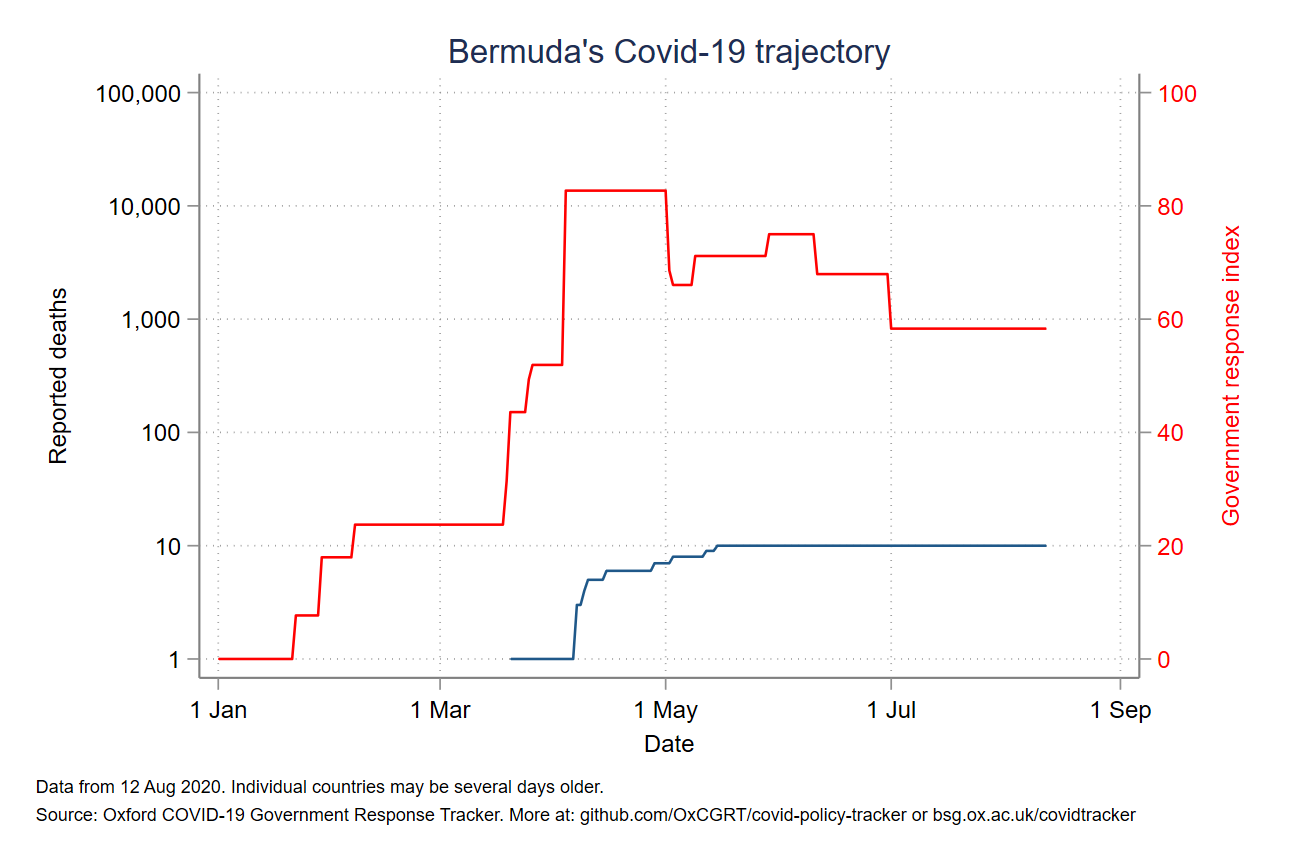 Bermuda's Covid-19 trajectory
100,000
10,000
1,000
100
10
1
Reported deaths
100
80
60
40
20
0
Government response index
1 Jan
1 Mar
1 May
1 Jul
1 Sep
Date
Data from 12 Aug 2020. Individual countries may be several days older.
Source: Oxford COVID-19 Government Response Tracker. More at: github.com/OxCGRT/covid-policy-tracker or bsg.ox.ac.uk/covidtracker